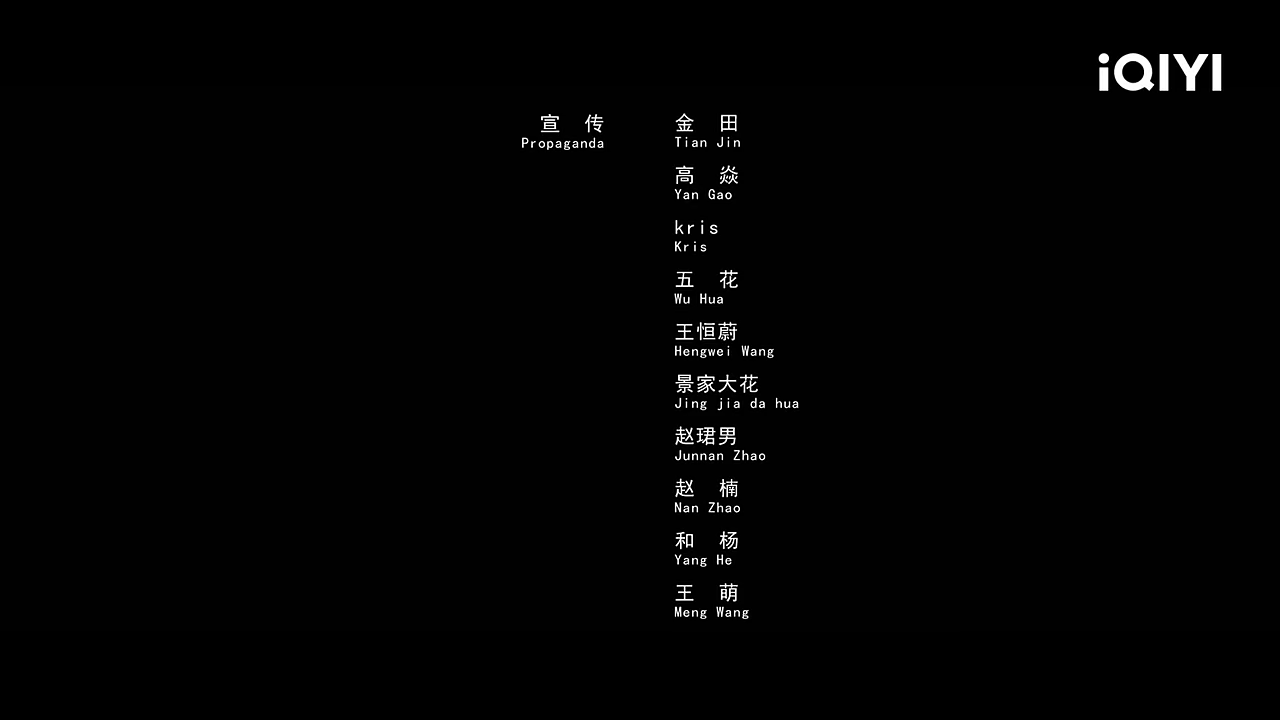 iQIYI
宣 传 金 田
Propaganda Tian Jin
高 焱
Yan Gao
kris
Kris
五 花
Wu Hua
王恒蔚
Hengwei Wang
景家大花
Jing jia da hua
赵珺男
Junnan Zhao
赵 楠
Nan Zhao
和 杨
Yang He
王 萌
Meng Wang